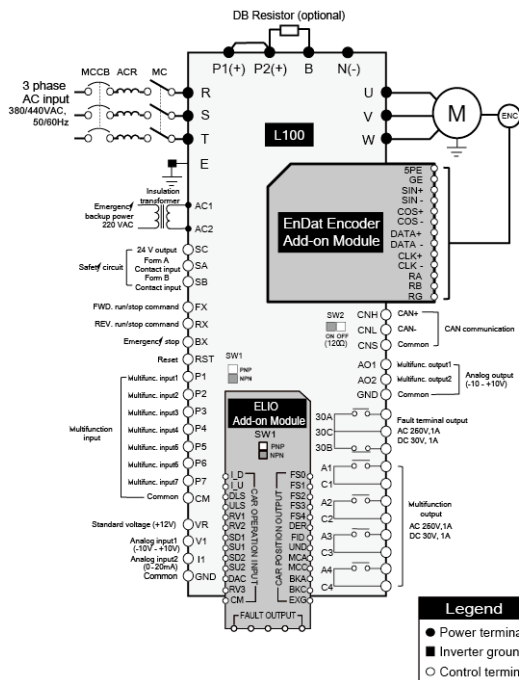 DB Resistor (optional)
MCCB ACR MC
P1(+) P2(+) B N(-)
3 phase
AC input
380/440VAC,
50/60Hz
R
S
T
E
U
V
W
M
ENC
L100
Insulation
transformer
Emergency
backup power
220 VAC
AC1
AC2
EnDat Encoder
Add-on Module
5PE
GE
SIN+
SIN -
COS+
COS -
DATA+
DATA -
CLK+
CLK -
RA
RB
RG
Safety circuit
24 V output
Form A
Contact input
Form B
Contact input
SC
SA
SB
FWD. run/stop command FX
REV. run/stop command RX
Emergency stop BX
Reset RST
SW1
PNP
NPN
Multifunction
input
Multifunc. input1 P1
Multifunc. input2 P2
Multifunc. input3 P3
Multifunc. input4 P4
Multifunc. input5 P5
Multifunc. input6 P6
Multifunc. input7 P7
Common CM
Standard voltage (+12V) VR
Analog input1
(-10V - +10V)
V1
Analog input2
(0-20mA)
I1
Common GND
SW2
ON OFF
(120Ω)
CNH CAN+
CNL CAN-
CNS Common
CAN communication
AO1 Multifunc. output1
AO2 Multifunc. output2
GND Common
Analog output
(-10 - +10V)
30A
30C
30B
Fault terminal output
AC 250V,1A
DC 30V, 1A
A1
C1
A2
C2
A3
C3
A4
C4
Multifunction
output
AC 250V,1A
DC 30V, 1A
ELIO
Add-on Module
SW1
PNP
NPN
I_D
I_U
DLS
ULS
RV1
RV2
SD1
SU1
SD2
SU2
DAC
RV3
CM
CAR OPERATION INPUT
CAR POSITION OUTPUT
FS0
FS1
FS2
FS3
FS4
DER
FID
UND
MCA
MCC
BKA
BKC
EXG
FAULT OUTPUT
Legend
Power termina
Inverter groun
Control termin